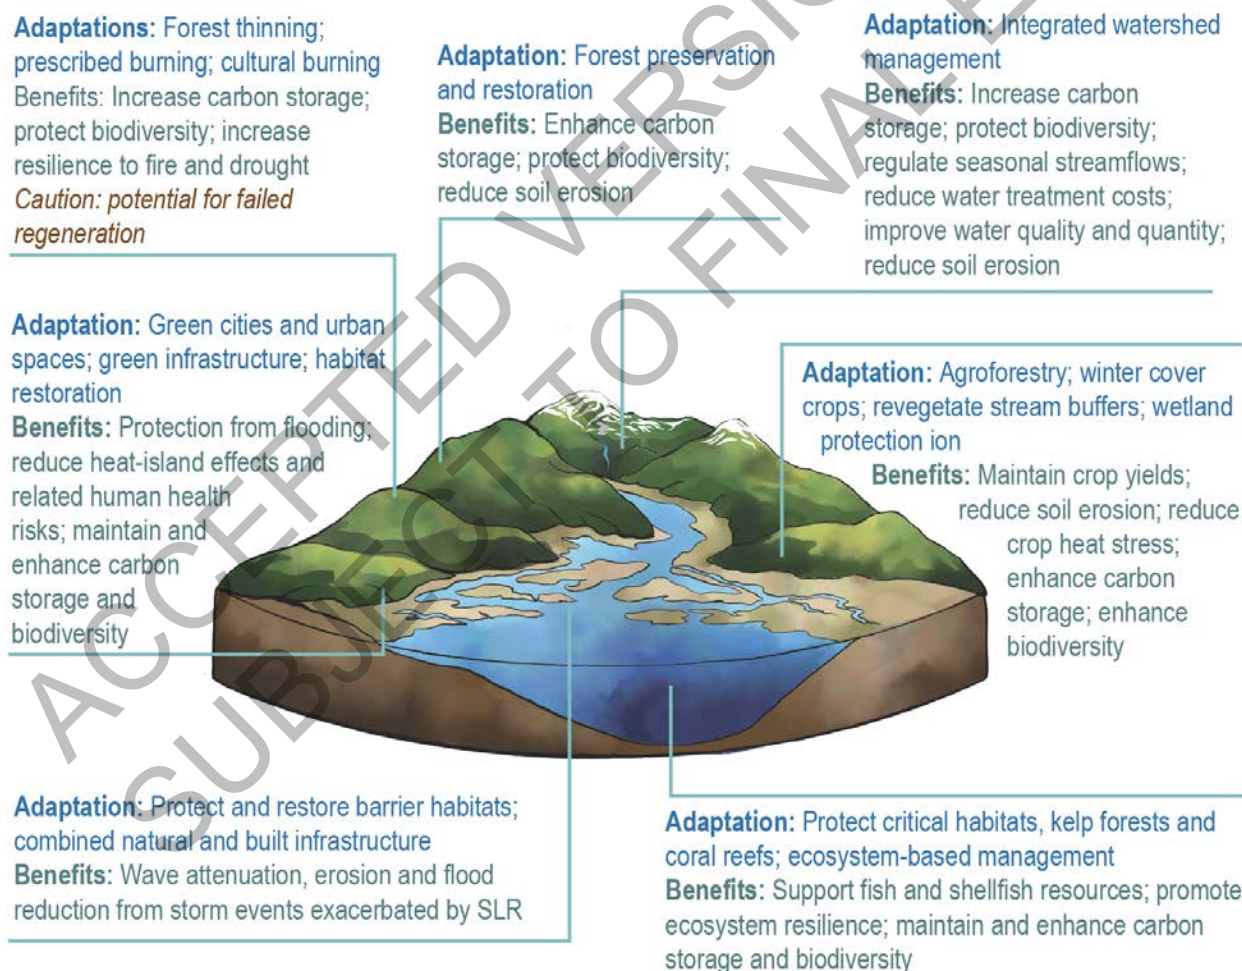 Adaptations: Forest thinning;
prescribed burning; cultural burning
Benefits: Increase carbon storage;
protect biodiversity; increase
resilience to fire and drought
Caution: potential for failed
regeneration
Adaptation: Forest preservation
and restoration
Benefits: Enhance carbon
storage; protect biodiversity;
reduce soil erosion
Adaptation: Integrated watershed
management
Benefits: Increase carbon
storage; protect biodiversity;
regulate seasonal streamflows;
reduce water treatment costs;
improve water quality and quantity;
reduce soil erosion
Adaptation: Green cities and urban
spaces; green infrastructure; habitat
restoration
Benefits: Protection from flooding;
reduce heat-island effects and
related human health
risks; maintain and
enhance carbon
storage and
biodiversity
Adaptation: Agroforestry; winter cover
crops; revegetate stream buffers; wetland
protection ion
Benefits: Maintain crop yields;
reduce soil erosion; reduce
crop heat stress;
enhance carbon
storage; enhance
biodiversity
Adaptation: Protect and restore barrier habitats;
combined natural and built infrastructure
Benefits: Wave attenuation, erosion and flood
reduction from storm events exacerbated by SLR
Adaptation: Protect critical habitats, kelp forests and
coral reefs; ecosystem-based management
Benefits: Support fish and shellfish resources; promote
ecosystem resilience; maintain and enhance carbon
storage and biodiversity
ACCEPTED VERSIO
SUBJECT TO FINAL E